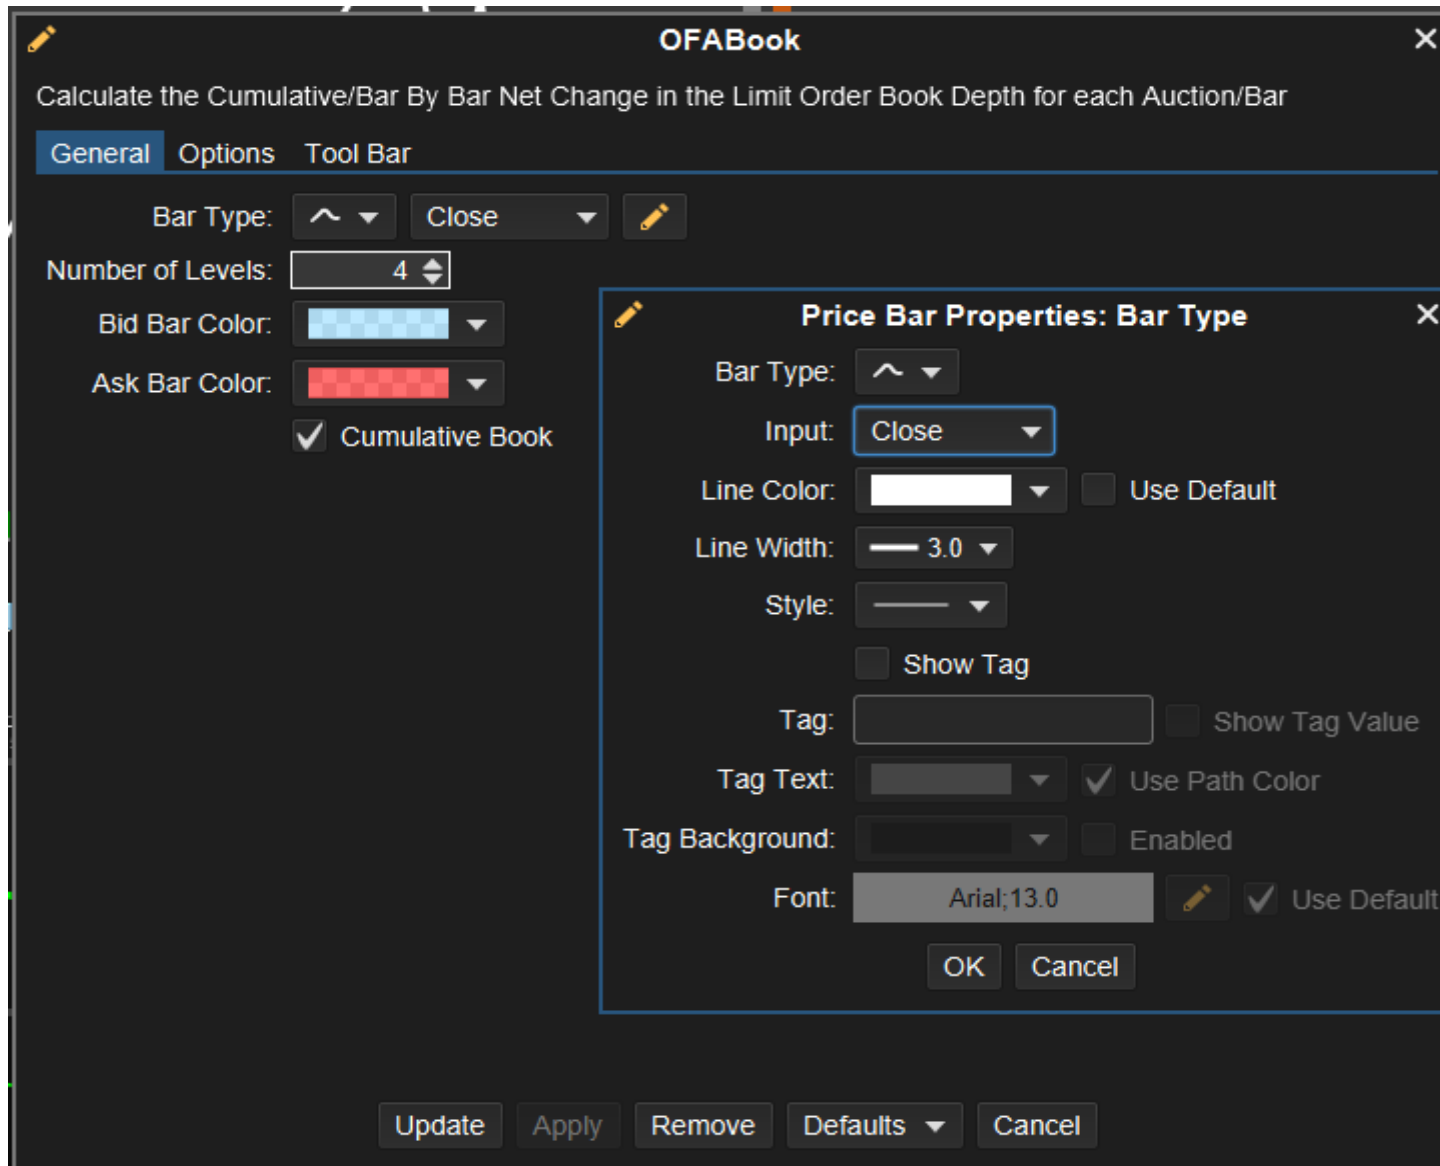 OFABook
Calculate the Cumulative/Bar By Bar Net Change in the Limit Order Book Depth for each Auction/Bar
General Options Tool Bar
Bar Type: Close
Number of Levels: 4
Bid Bar Color:
Ask Bar Color:
Cumulative Book
Price Bar Properties: Bar Type
Bar Type:
Input: Close
Line Color: Use Default
Line Width: 3.0
Style:
Show Tag
Tag: Show Tag Value
Tag Text: Use Path Color
Tag Background: Enabled
Font: Arial;13.0 Use Default
OK Cancel
Update Apply Remove Defaults Cancel